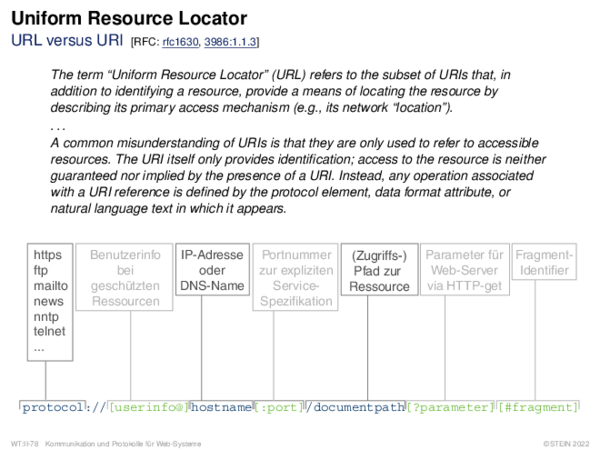 Uniform Resource Locator
URL versus URI [RFC: rfc1630, 3986:1.1.3]
The term “Uniform Resource Locator” (URL) refers to the subset of URIs that, in
addition to identifying a resource, provide a means of locating the resource by
describing its primary access mechanism (e.g., its network “location”).
. . .
A common misunderstanding of URIs is that they are only used to refer to accessible
resources. The URI itself only provides identification; access to the resource is neither
guaranteed nor implied by the presence of a URI. Instead, any operation associated
with a URI reference is defined by the protocol element, data format attribute, or
natural language text in which it appears.
https
ftp
mailto
news
nntp
telnet
...
Benutzerinfo
bei
geschützten
Ressourcen
IP-Adresse
oder
DNS-Name
Portnummer
zur expliziten
Service-
Spezifikation
(Zugriffs-)
Pfad zur
Ressource
Parameter für
Web-Server
via HTTP-get
Fragment-
Identifier
protocol://[userinfo@]hostname[:port]/documentpath[?parameter][#fragment]
WT:II-78 Kommunikation und Protokolle für Web-Systeme
©STEIN 2022